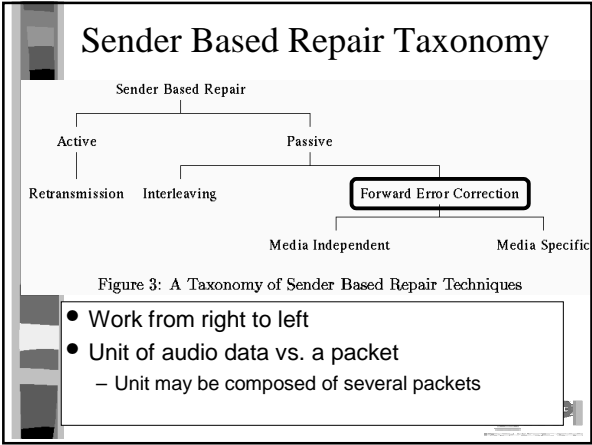 Sender Based Repair Taxonomy
Sender Based Repair
Active Passive
Retransmission Interleaving Forward Error Correction
Media Independent Media Specific
Figure 3: A Taxonomy of Sender Based Repair Techniques
• Work from right to left
• Unit of audio data vs. a packet
– Unit may be composed of several packets